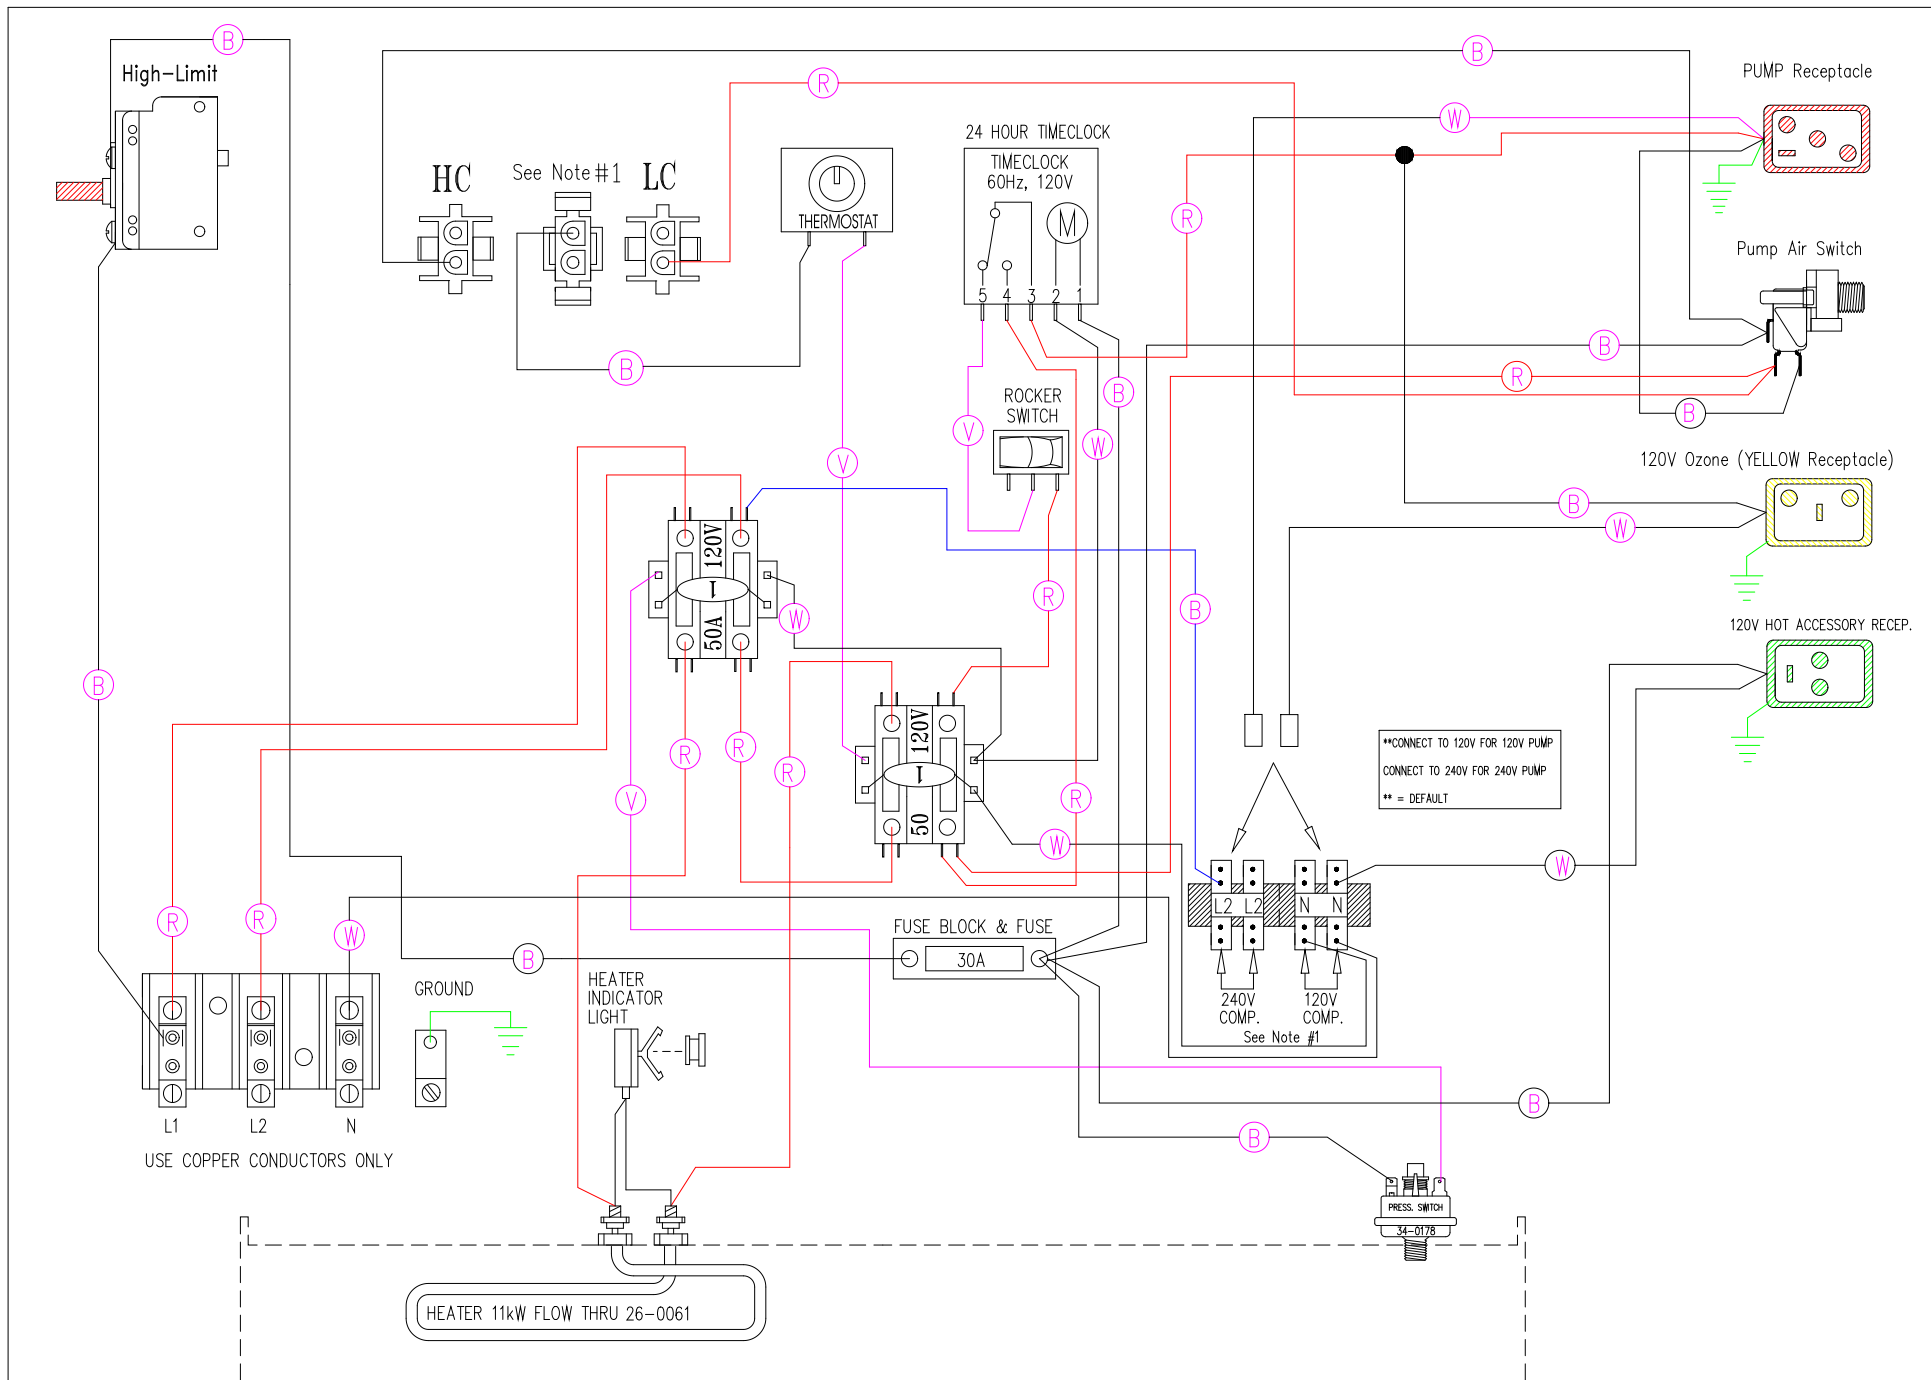 B
B
High-Limit
R
PUMP Receptacle
W
24 HOUR TIMECLOCK
TIMECLOCK
60Hz, 120V
HC
See Note #1
LC
THERMOSTAT
M
R
Pump Air Switch
5 4 3 2 1
B
B
R
B
ROCKER
SWITCH
B
V
W
V
120V Ozone (YELLOW Receptacle)
B
W
120V
1
50A
R
B
W
120V HOT ACCESSORY RECEP.
B
R
R
R
V
R
120V
1
50
**CONNECT TO 120V FOR 120V PUMP
CONNECT TO 240V FOR 240V PUMP
** = DEFAULT
W
W
R
R
W
L2 L2 N N
FUSE BLOCK & FUSE
30A
B
HEATER
INDICATOR
LIGHT
GROUND
240V
COMP.
120V
COMP.
See Note #1
B
B
L1
L2
N
USE COPPER CONDUCTORS ONLY
PRESS. SWITCH
34-0178
HEATER 11kW FLOW THRU 26-0061